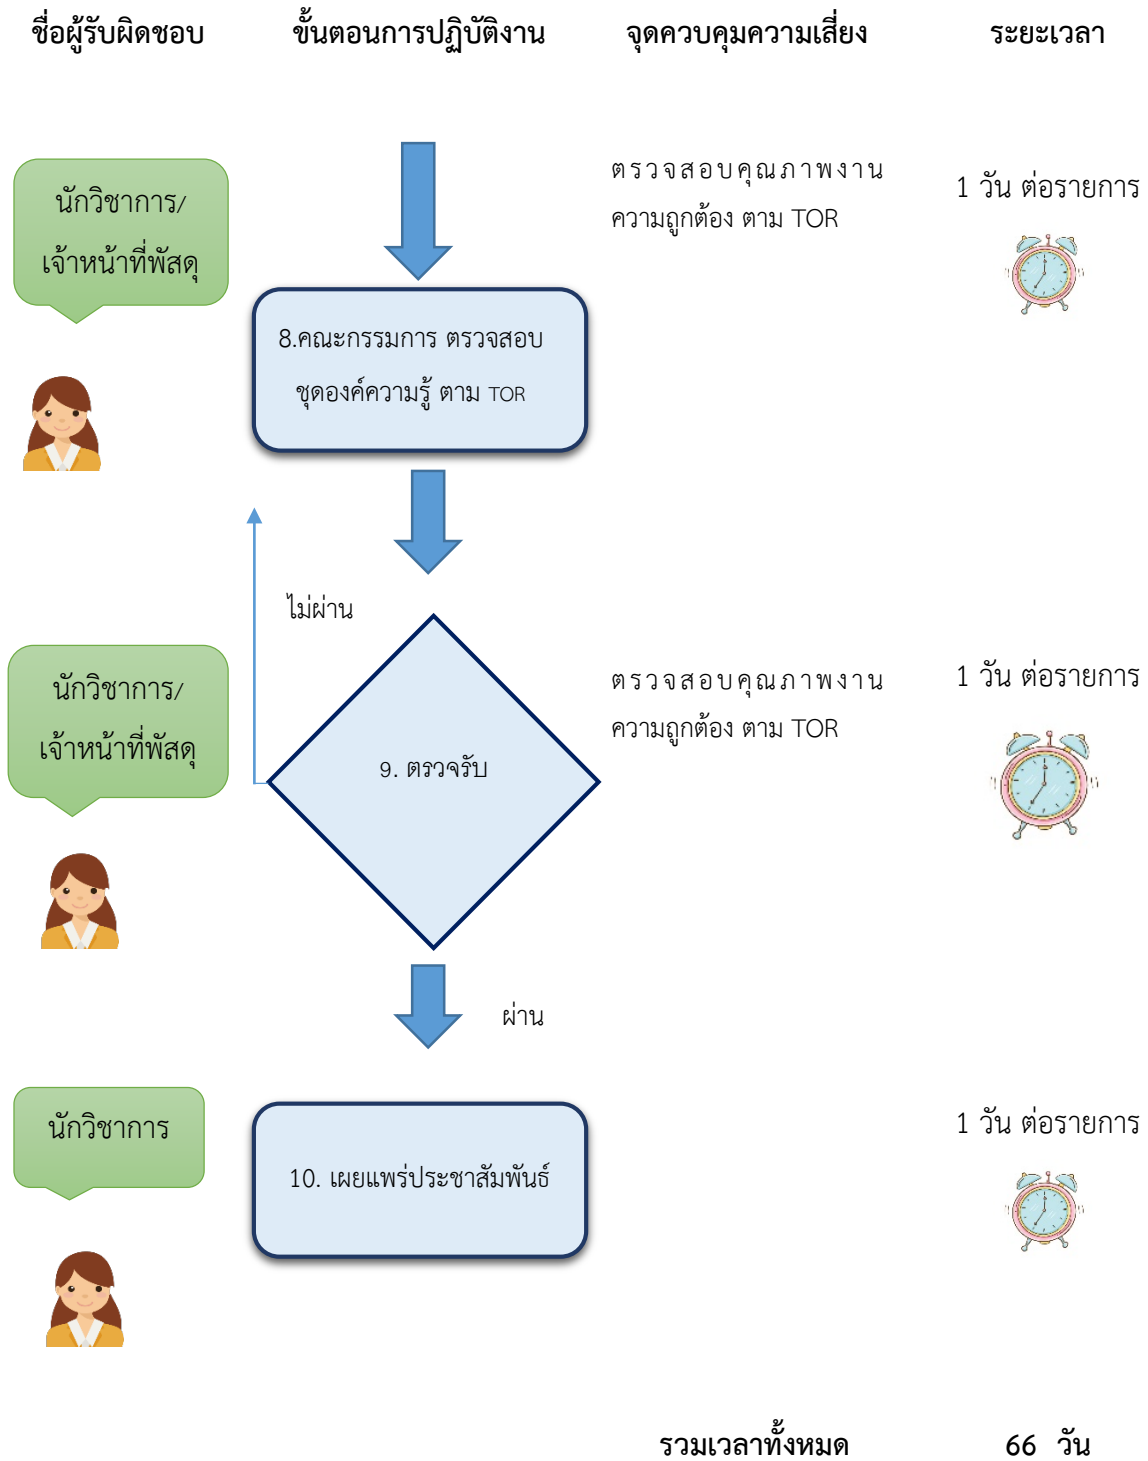 ชื่อผู้รับผิดชอบ ขั้นตอนการปฏิบัติงาน จุดควบคุมความเสี่ยง ระยะเวลา
นักวิชาการ/
เจ้าหน้าที่พัสดุ
8.คณะกรรมการ ตรวจสอบ
ชุดองค์ความรู้ ตาม TOR
ตรวจสอบคุณภาพงาน
ความถูกต้อง ตาม TOR
1 วัน ต่อรายการ
ไม่ผ่าน
นักวิชาการ/
เจ้าหน้าที่พัสดุ
9. ตรวจรับ
ตรวจสอบคุณภาพงาน
ความถูกต้อง ตาม TOR
1 วัน ต่อรายการ
ผ่าน
นักวิชาการ
10. เผยแพร่ประชาสัมพันธ์
1 วัน ต่อรายการ
รวมเวลาทั้งหมด 66 วัน